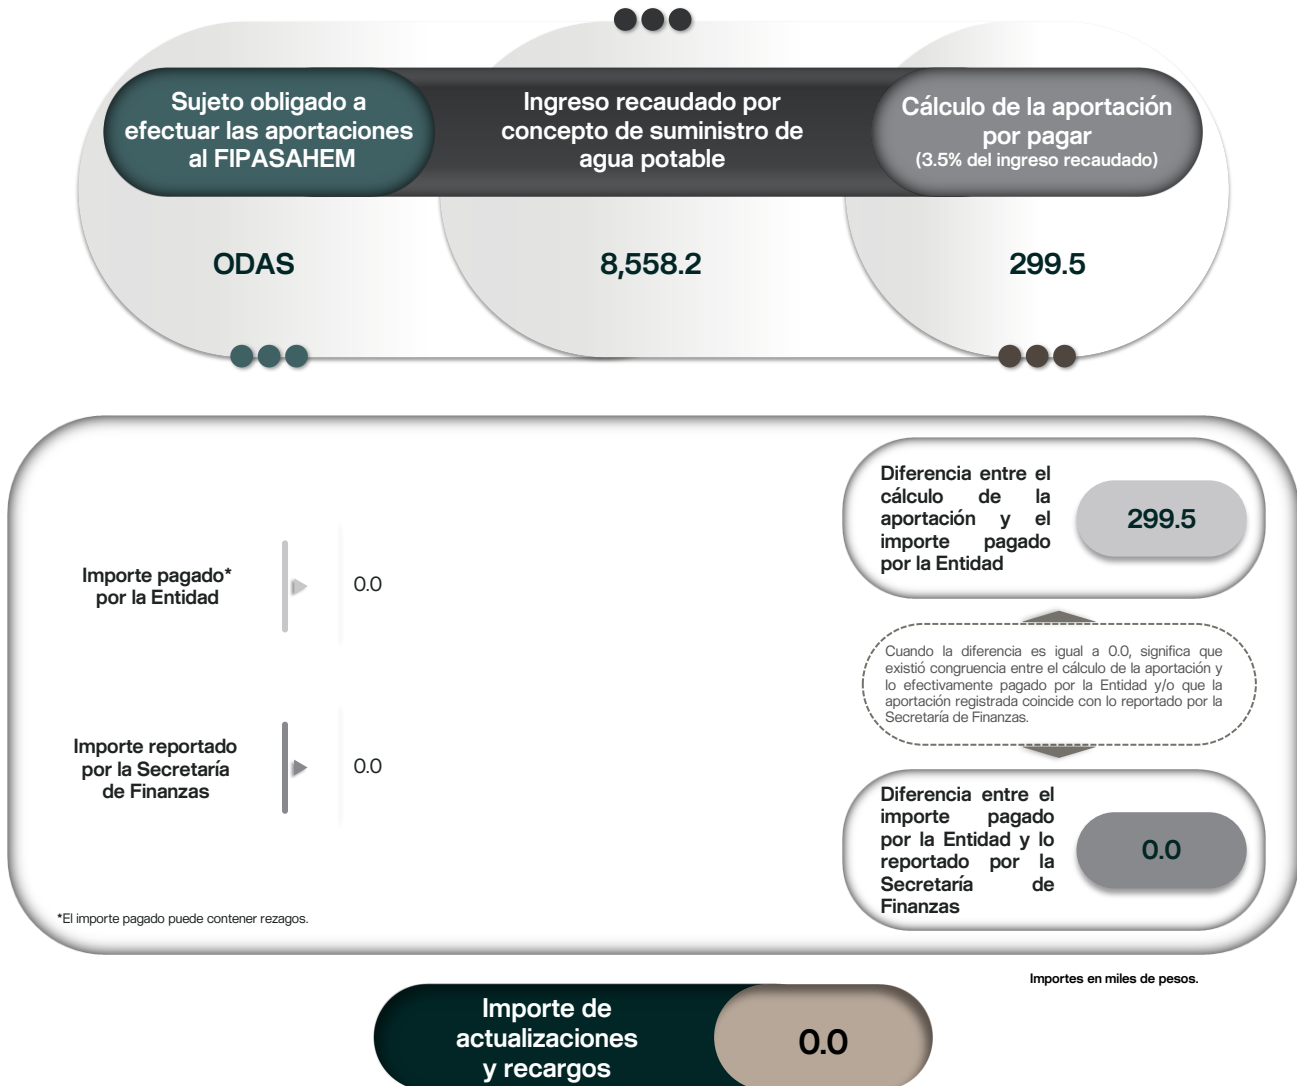 Sujeto obligado a
efectuar las aportaciones
al FIPASAHEM
Ingreso recaudado por
concepto de suministro de
agua potable
Cálculo de la aportación
por pagar
(3.5% del ingreso recaudado)
ODAS
8,558.2
299.5
Importe pagado*
por la Entidad
0.0
Importe reportado
por la Secretaría
de Finanzas
0.0
*El importe pagado puede contener rezagos.
Diferencia entre el
cálculo de la
aportación y el
importe pagado
por la Entidad
299.5
Cuando la diferencia es igual a 0.0, significa que
existió congruencia entre el cálculo de la aportación y
lo efectivamente pagado por la Entidad y/o que la
aportación registrada coincide con lo reportado por la
Secretaría de Finanzas.
Diferencia entre el
importe pagado
por la Entidad y lo
reportado por la
Secretaría de
Finanzas
0.0
Importes en miles de pesos.
Importe de
actualizaciones
y recargos
0.0